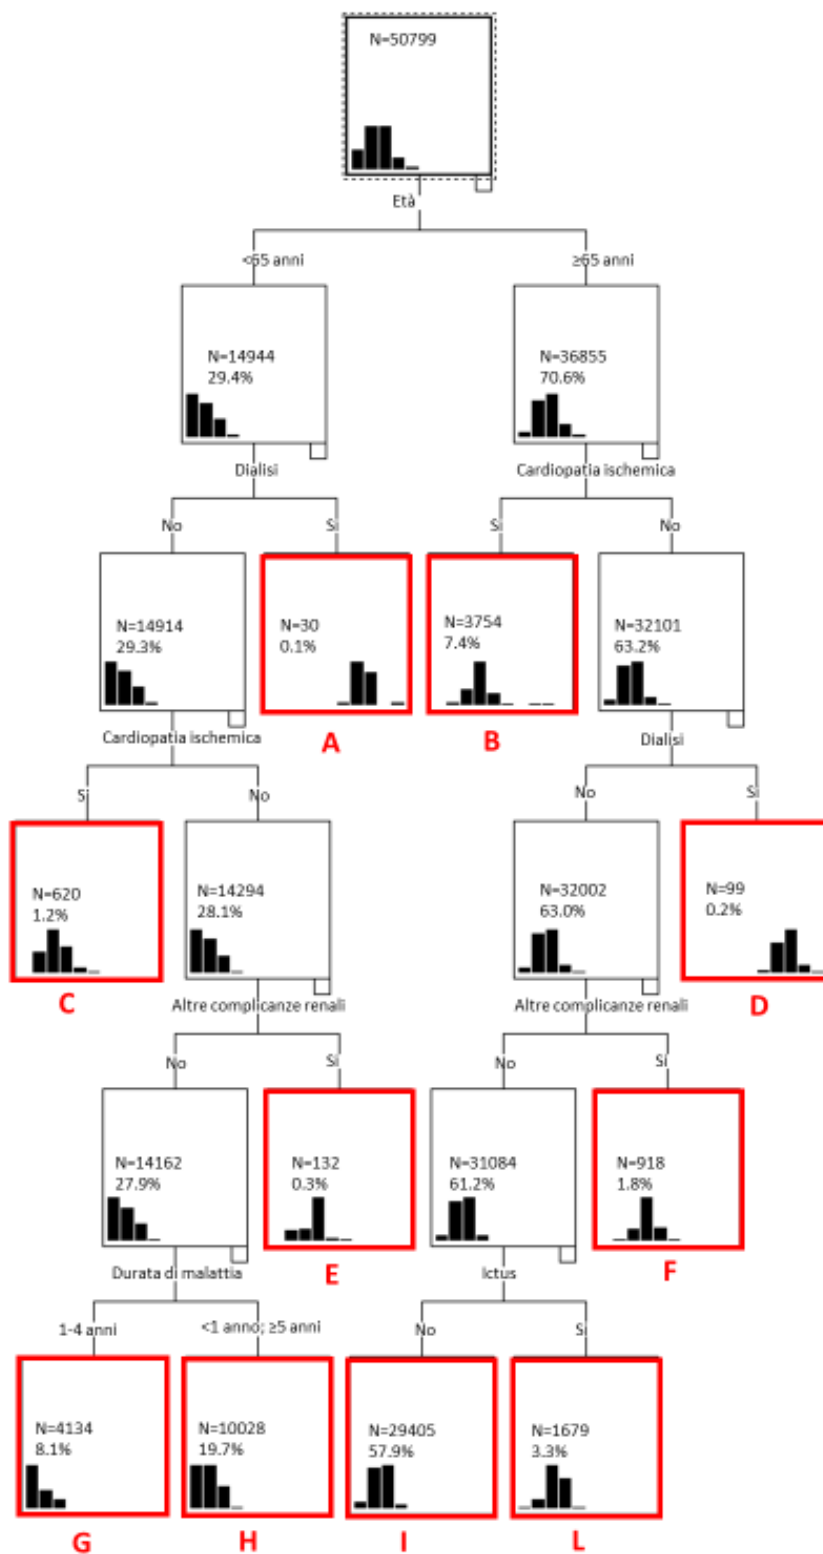 N=50799
Età
<65 anni
≥65 anni
N=14944
29.4%
N=36855
70.6%
Dialisi
Cardiopatia ischemica
No
Si
Si
No
N=14914
29.3%
N=30
0.1%
N=3754
7.4%
N=32101
63.2%
Cardiopatia ischemica
A
B
Dialisi
Si
No
No
Si
N=620
1.2%
N=14294
28.1%
N=32002
63.0%
N=99
0.2%
C
Altre complicanze renali
Altre complicanze renali
D
No
Si
No
Si
N=14162
27.9%
N=132
0.3%
N=31084
61.2%
N=918
1.8%
Durata di malattia
E
Ictus
F
1-4 anni
<1 anno; ≥5 anni
No
Si
N=4134
8.1%
N=10028
19.7%
N=29405
57.9%
N=1679
3.3%
G
H
I
L